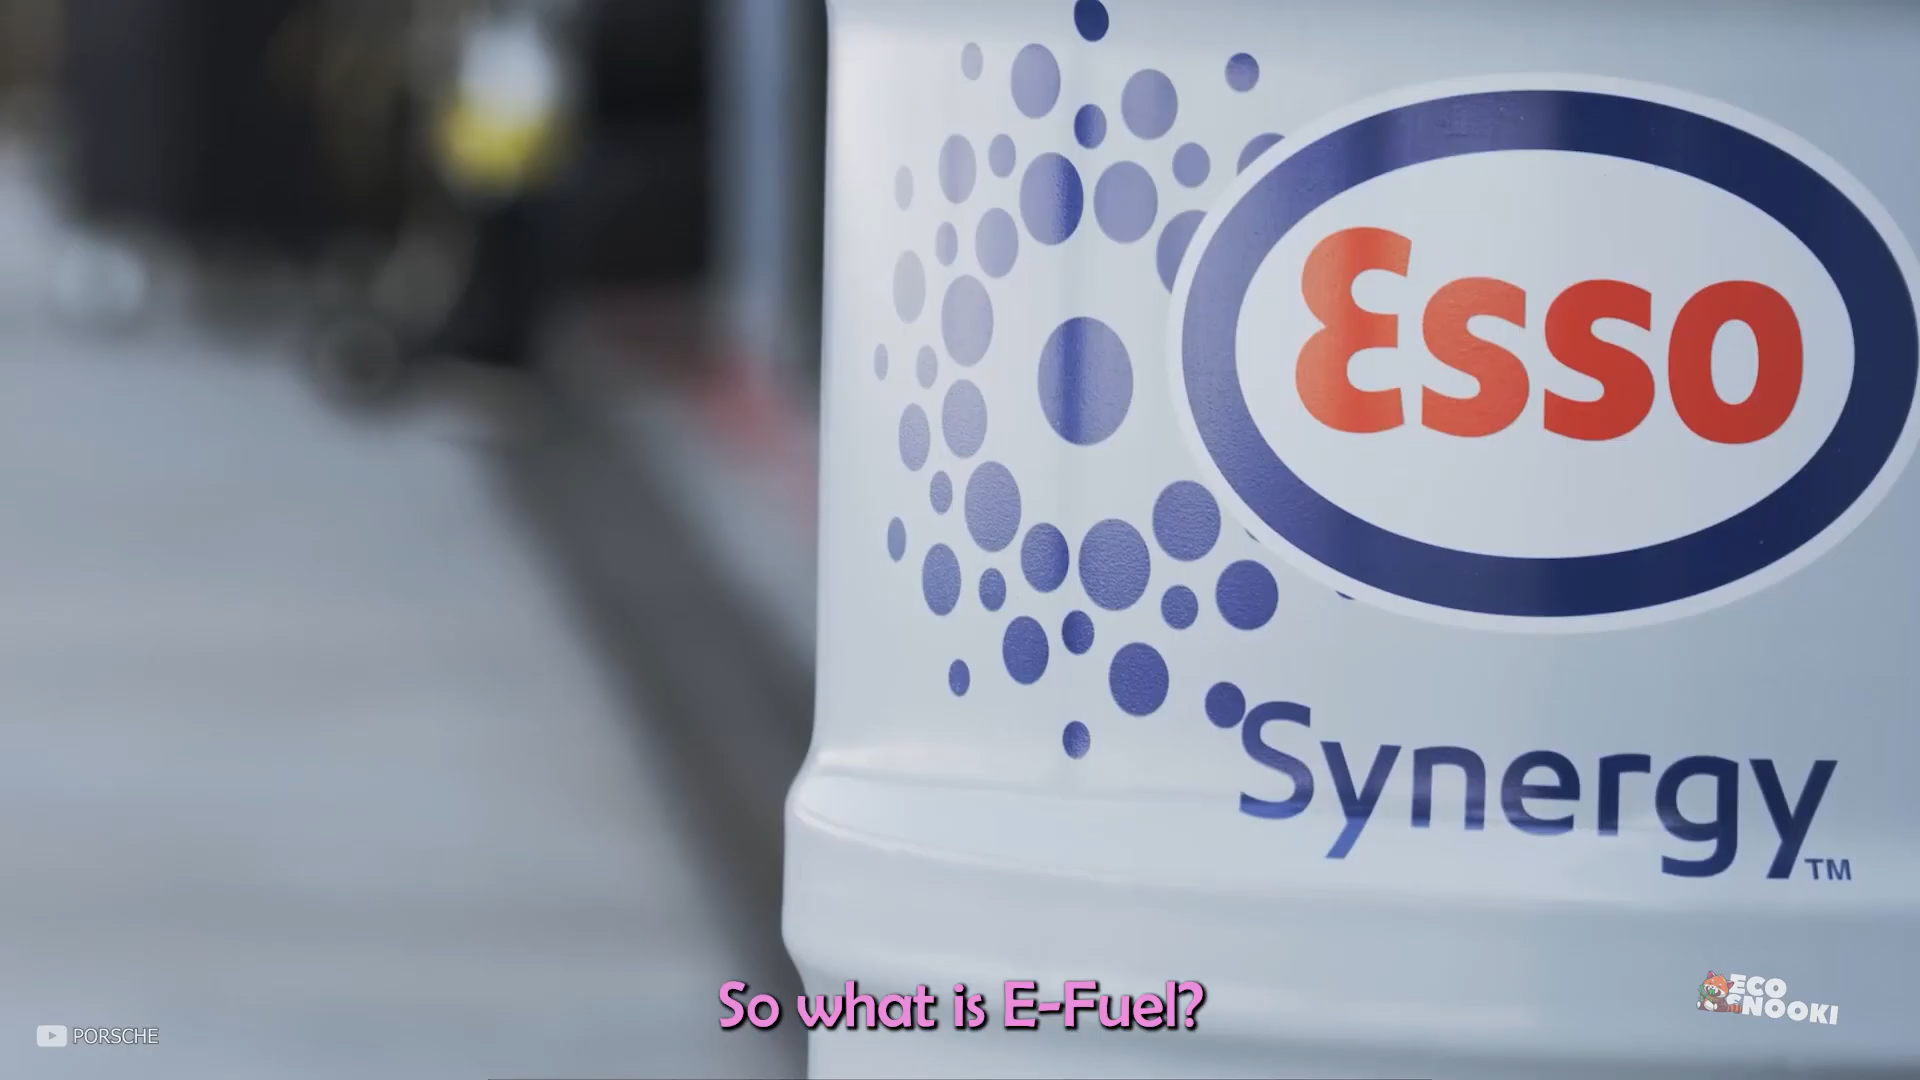 Esso
Synergy™
So what is E-Fuel?
PORSCHE
ECO
NOOKI